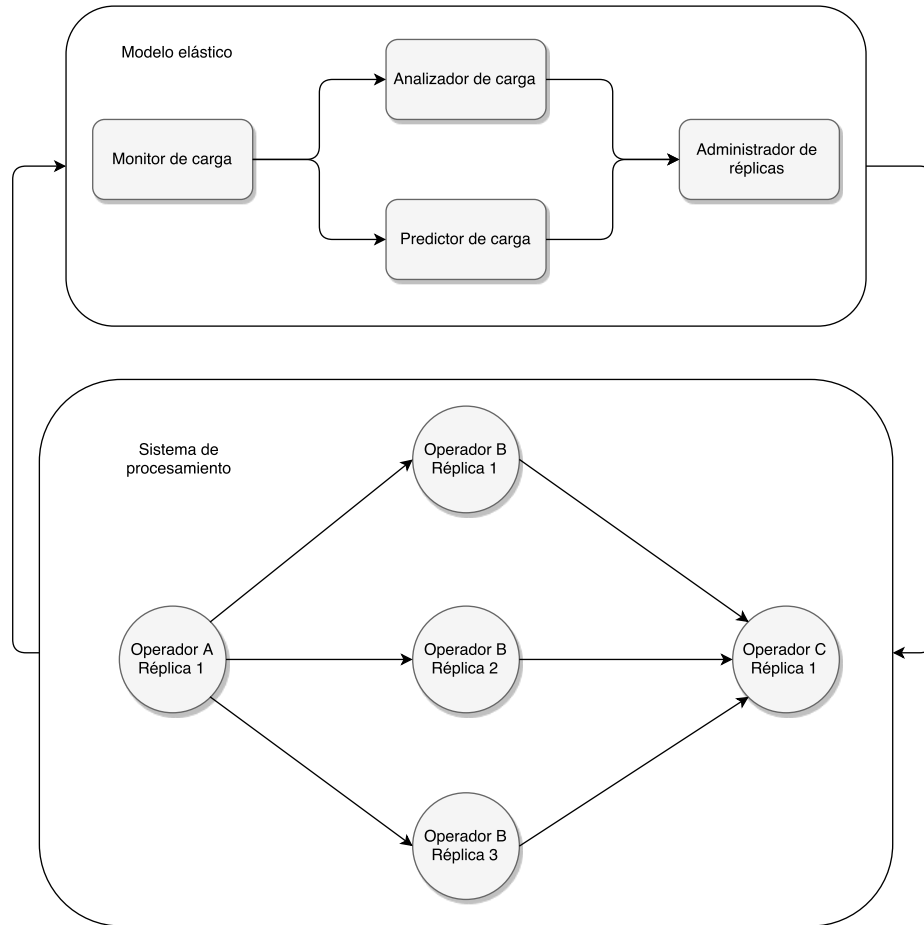 Modelo elástico
Analizador de carga
Monitor de carga
Administrador de
réplicas
Predictor de carga
Sistema de
procesamiento
Operador B
Réplica 1
Operador A
Réplica 1
Operador B
Réplica 2
Operador C
Réplica 1
Operador B
Réplica 3